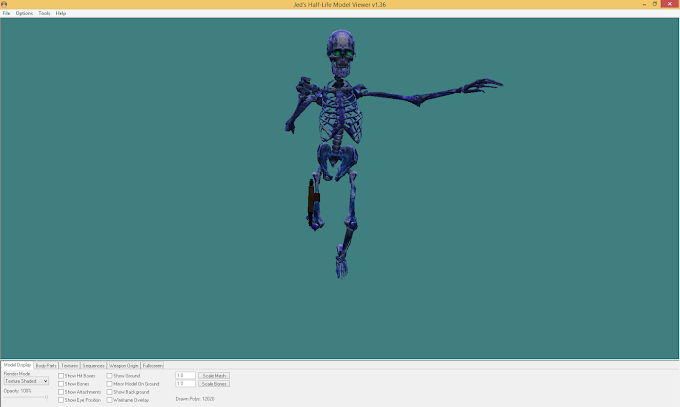 Jed's Half-Life Model Viewer v1.36
File Options Tools Help
Model Display Body Parts Textures Sequences Weapon Origin Fullscreen
Render Mode
Texture Shaded
Opacity: 100%
Show Hit Boxes
Show Bones
Show Attachments
Show Eye Position
Show Ground
Mirror Model On Ground
Show Background
Wireframe Overlay
1.0 Scale Mesh
1.0 Scale Bones
Drawn Polys: